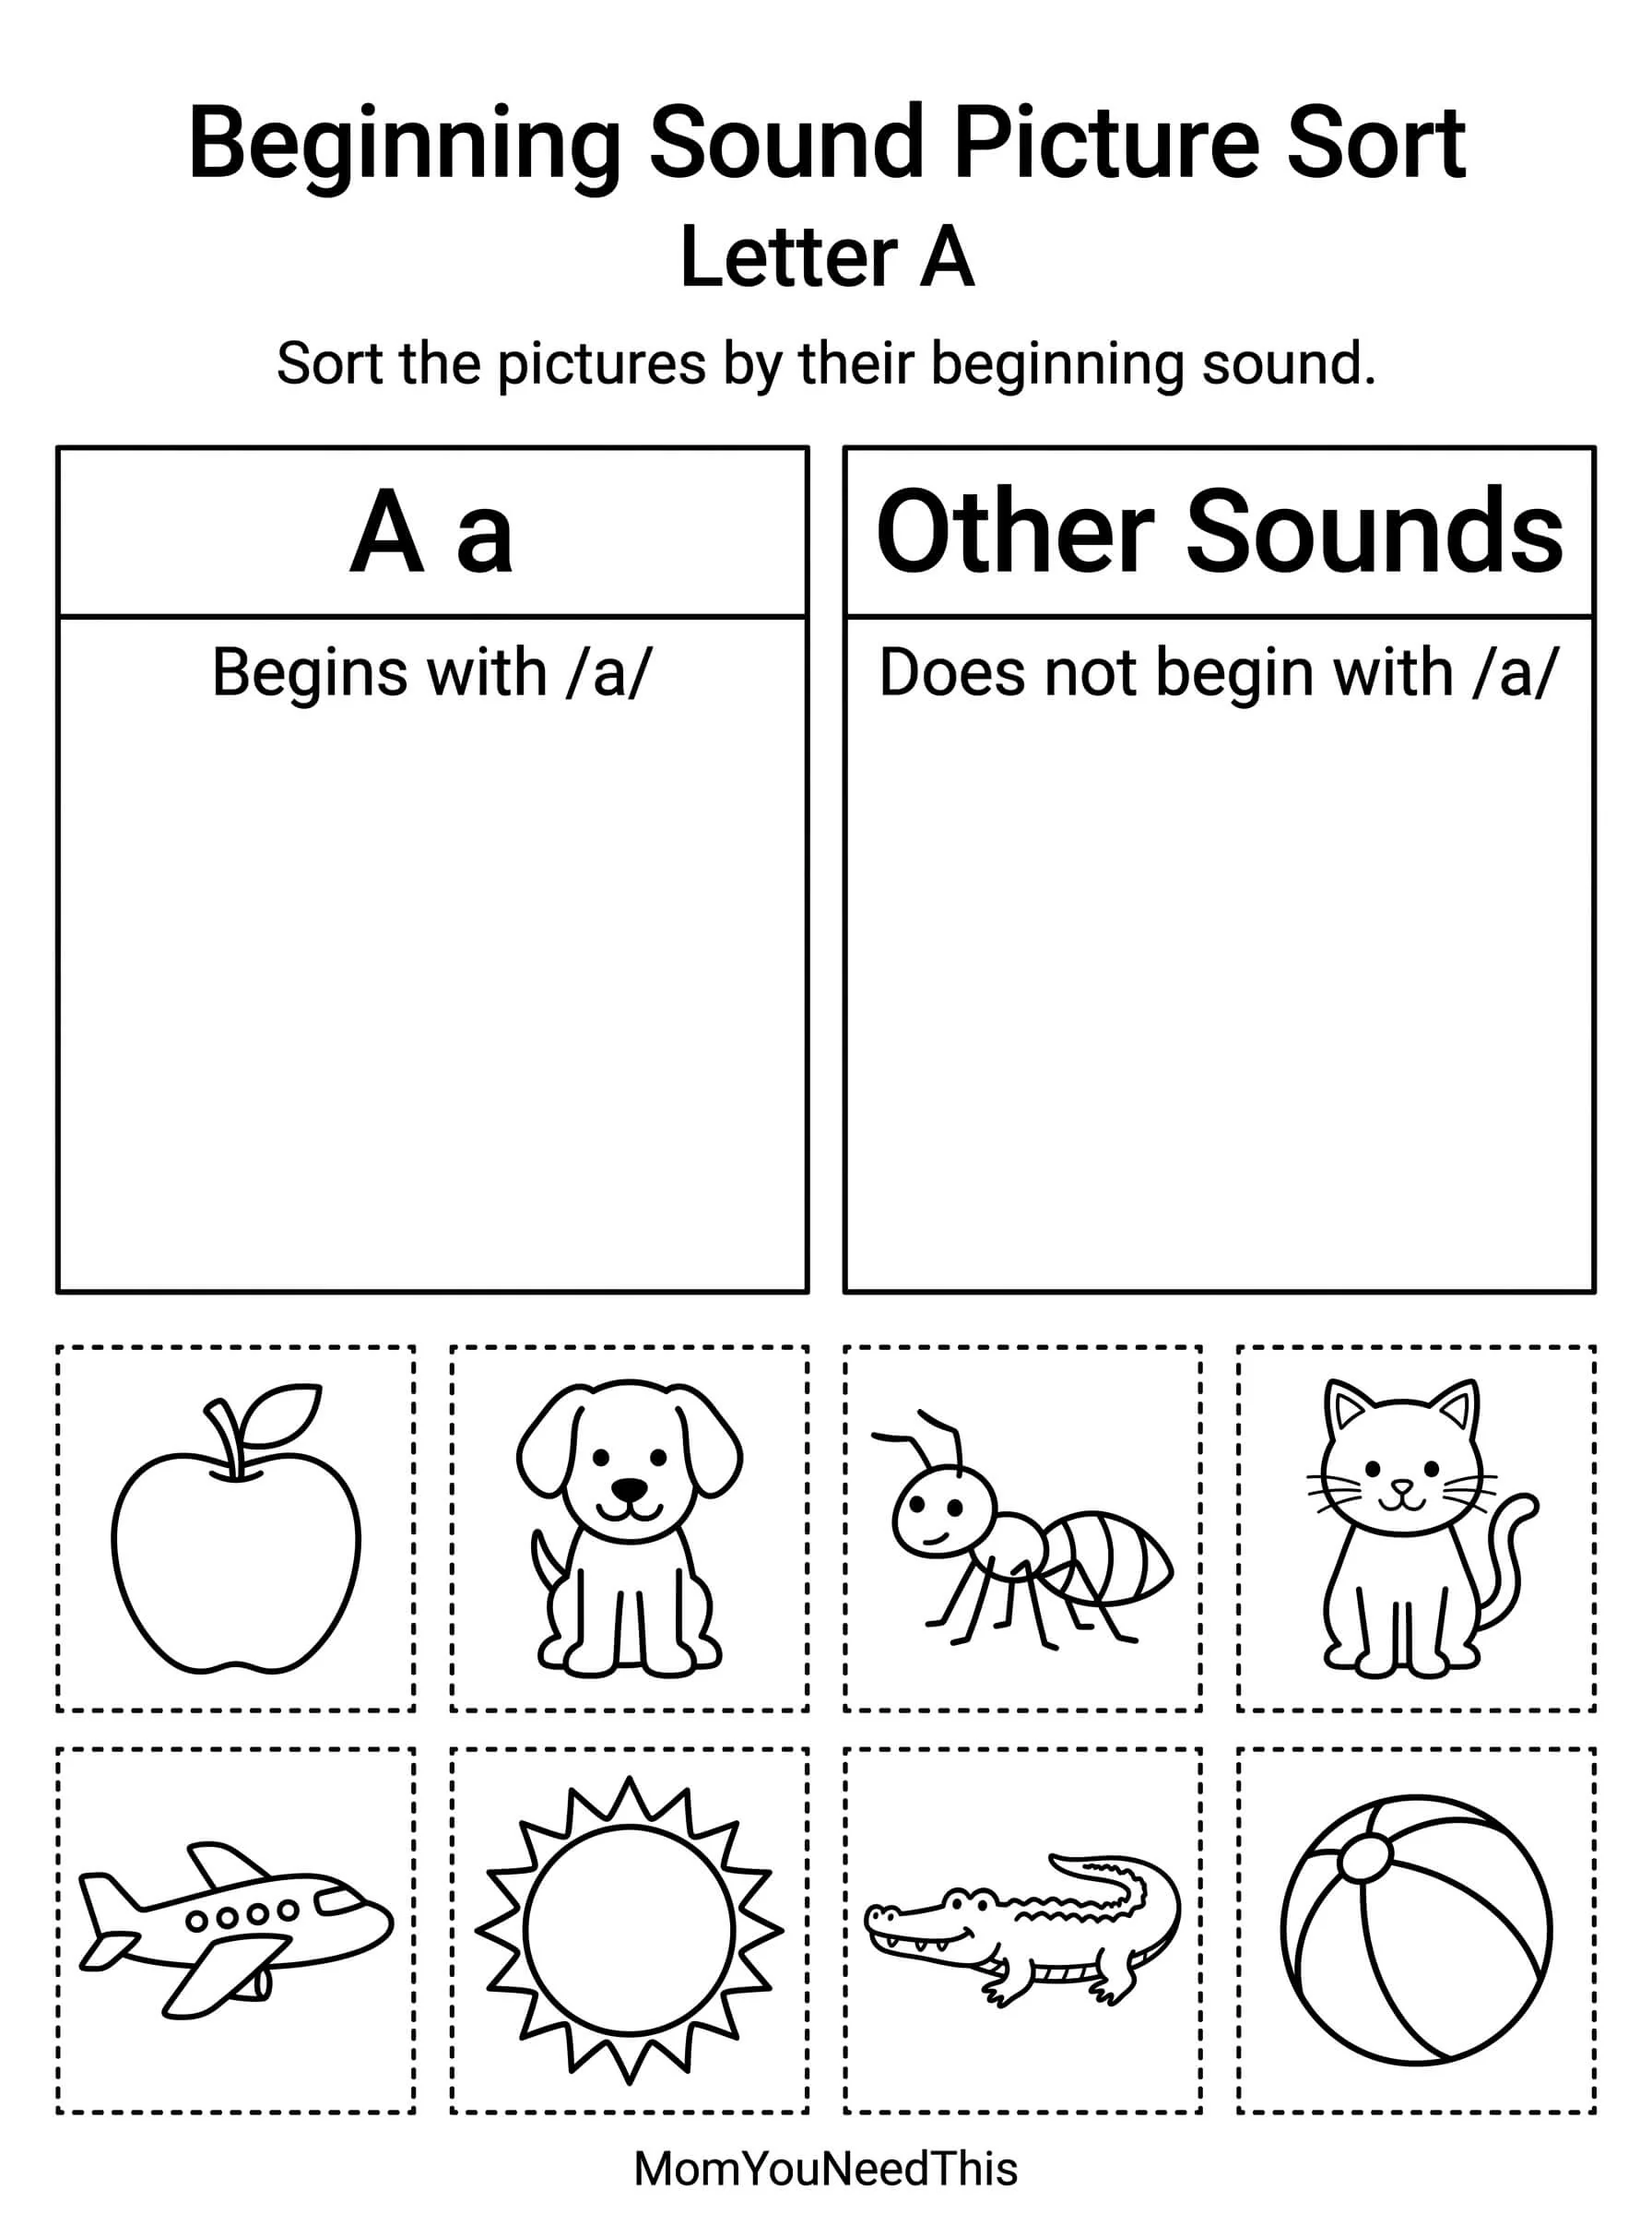 Beginning Sound Picture Sort
Letter A
Sort the pictures by their beginning sound.
A a
Begins with /a/
Other Sounds
Does not begin with /a/
MomYouNeedThis